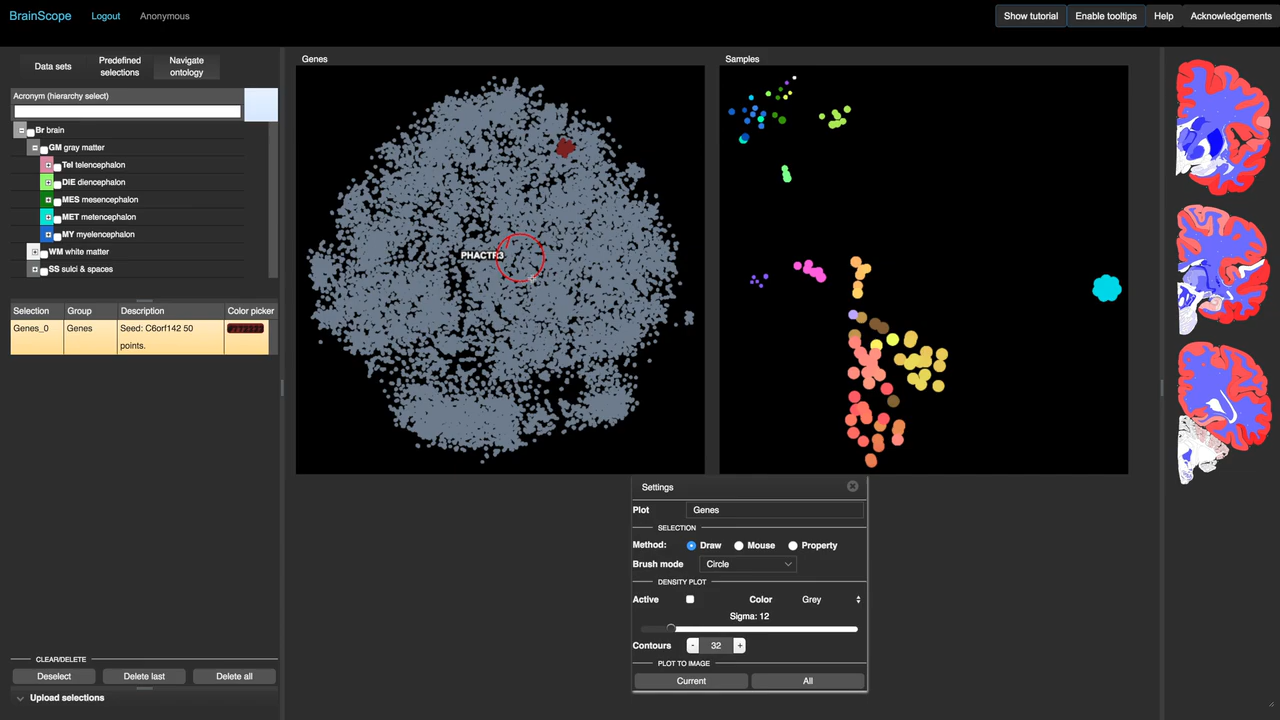 BrainScope Logout Anonymous Show tutorial Enable tooltips Help Acknowledgements
Data sets
Predefined
selections
Navigate
ontology
Acronym (hierarchy select)
Br brain
GM gray matter
Tel telencephalon
DiE diencephalon
MES mesencephalon
MET metencephalon
MY myelencephalon
WM white matter
SS sulci & spaces
Selection Group Description Color picker
Genes_0 Genes Seed: C6orf142 50
points.
CLEAR/DELETE
Deselect Delete last Delete all
Upload selections
Genes
PHACTR3
Samples
Settings
Plot Genes
SELECTION
Method: Draw Mouse Property
Brush mode Circle
DENSITY PLOT
Active Color Grey
Sigma: 12
Contours - 32 +
PLOT TO IMAGE
Current All